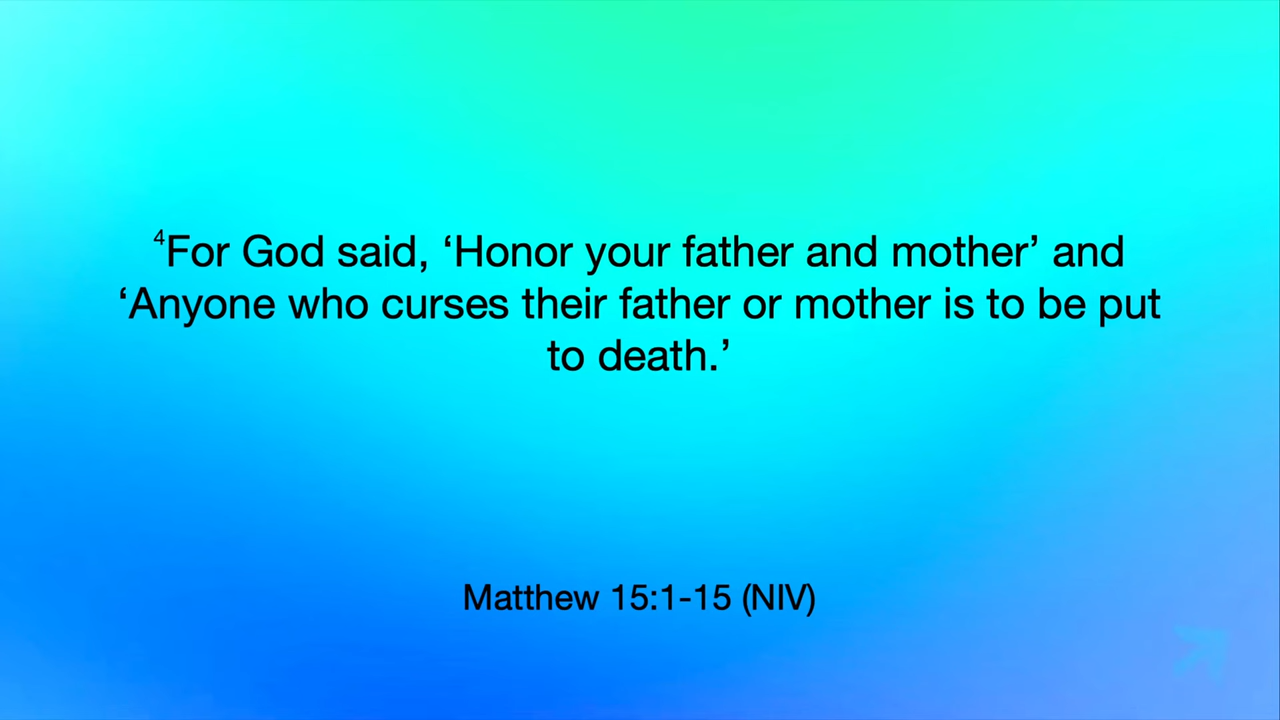 ⁴For God said, ‘Honor your father and mother’ and
‘Anyone who curses their father or mother is to be put
to death.’
Matthew 15:1-15 (NIV)